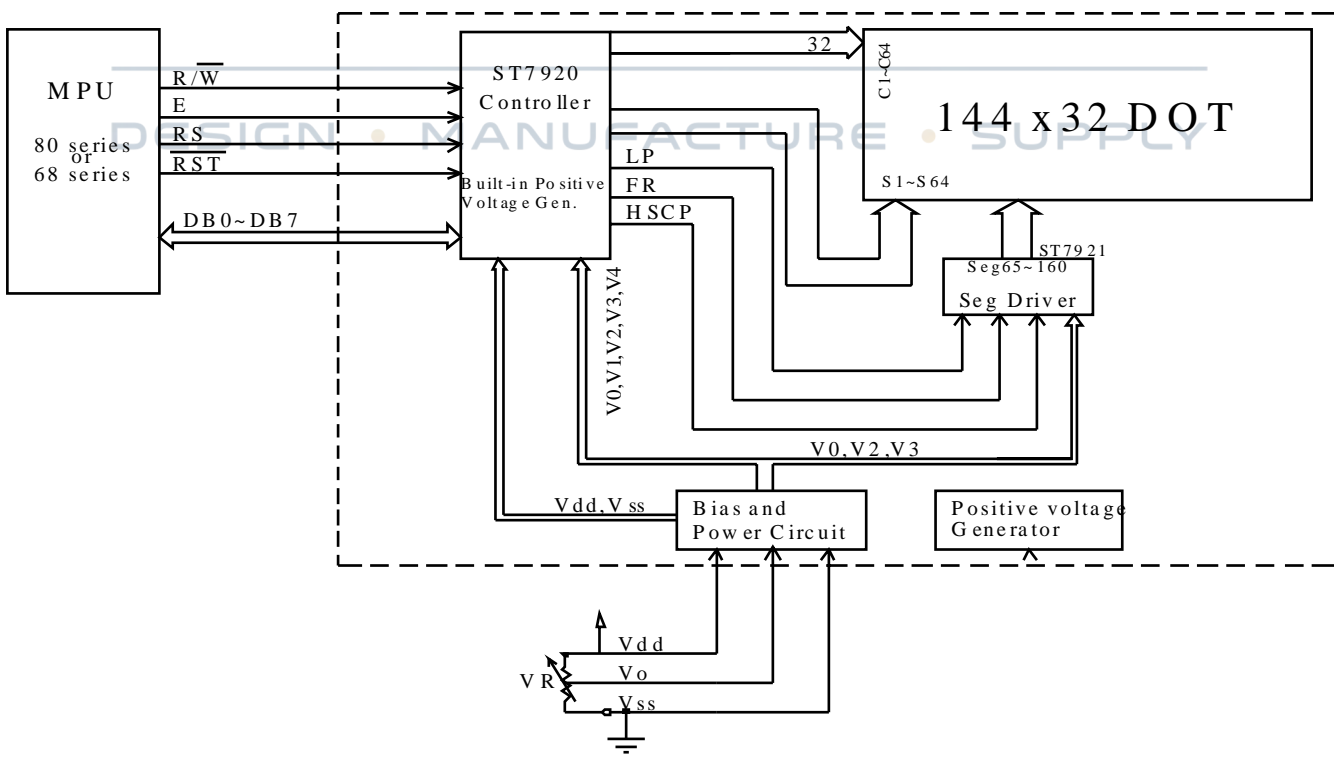 MPU
80 series
or
68 series
R/W̅
E
RS
R̅S̅T̅
DB0~DB7
ST7920
Controller
Built-in Positive
Voltage Gen.
32
C1~C64
144 x32 DOT
S1~S64
DESIGN • MANUFACTURE • SUPPLY
LP
FR
HSCP
ST7921
Seg65~160
Seg Driver
V0,V1,V2,V3,V4
V0,V2,V3
Vdd,Vss
Bias and
Power Circuit
Positive voltage
Generator
Vdd
VR
Vo
Vss